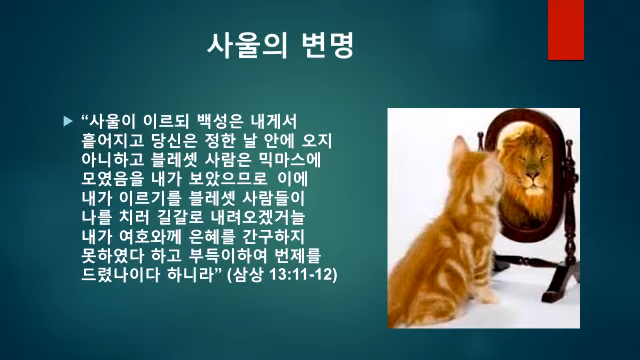 사울의 변명
“사울이 이르되 백성은 내게서
흩어지고 당신은 정한 날 안에 오지
아니하고 블레셋 사람은 믹마스에
모였음을 내가 보았으므로 이에
내가 이르기를 블레셋 사람들이
나를 치러 길갈로 내려오겠거늘
내가 여호와께 은혜를 간구하지
못하였다 하고 부득이하여 번제를
드렸나이다 하니라” (삼상 13:11-12)